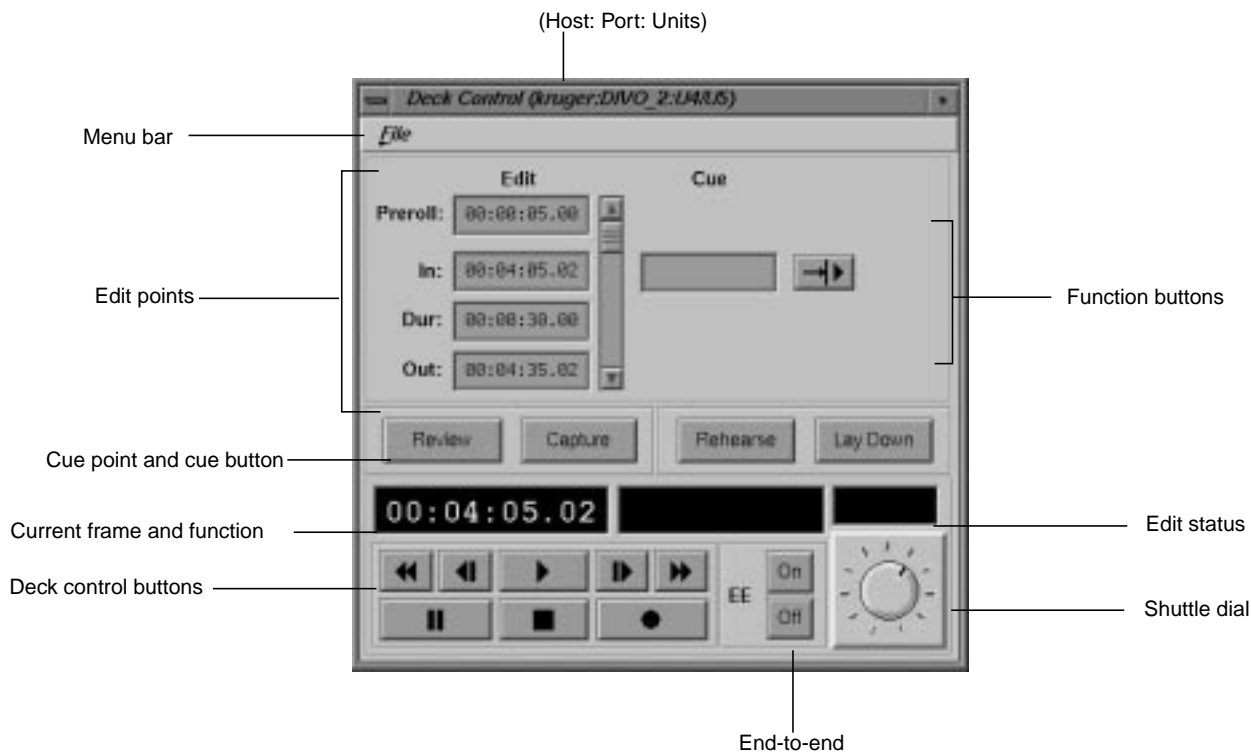 (Host: Port: Units)
Deck Control (kruger:DIVO_2:U4/U5)
Menu bar
File
Edit
Cue
Preroll:
00:00:05.00
In:
00:04:05.02
Edit points
Function buttons
Dur:
00:00:30.00
Out:
00:04:35.02
Review
Capture
Rehearse
Lay Down
Cue point and cue button
00:04:05.02
Current frame and function
Edit status
Deck control buttons
EE
On
Off
Shuttle dial
End-to-end